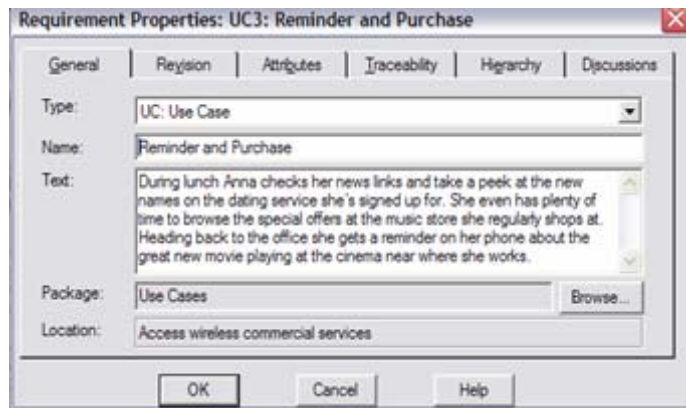 Requirement Properties: UC3: Reminder and Purchase
General Revision Attributes Traceability Hierarchy Discussions
Type: UC: Use Case
Name: Reminder and Purchase
Text: During lunch Anna checks her news links and take a peek at the new
names on the dating service she's signed up for. She even has plenty of
time to browse the special offers at the music store she regularly shops at.
Heading back to the office she gets a reminder on her phone about the
great new movie playing at the cinema near where she works.
Package: Use Cases Browse...
Location: Access wireless commercial services
OK Cancel Help